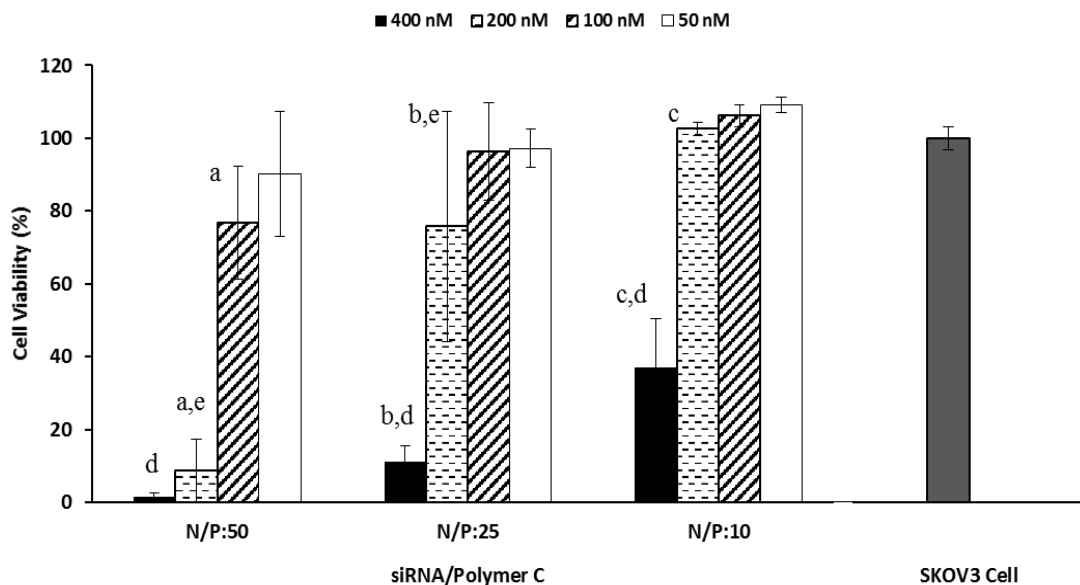 400 nM 200 nM 100 nM 50 nM
Cell Viability (%)
120
100
80
60
40
20
0
d
a,e
a
b,d
b,e
c,d
c
N/P:50 N/P:25 N/P:10
siRNA/Polymer C SKOV3 Cell